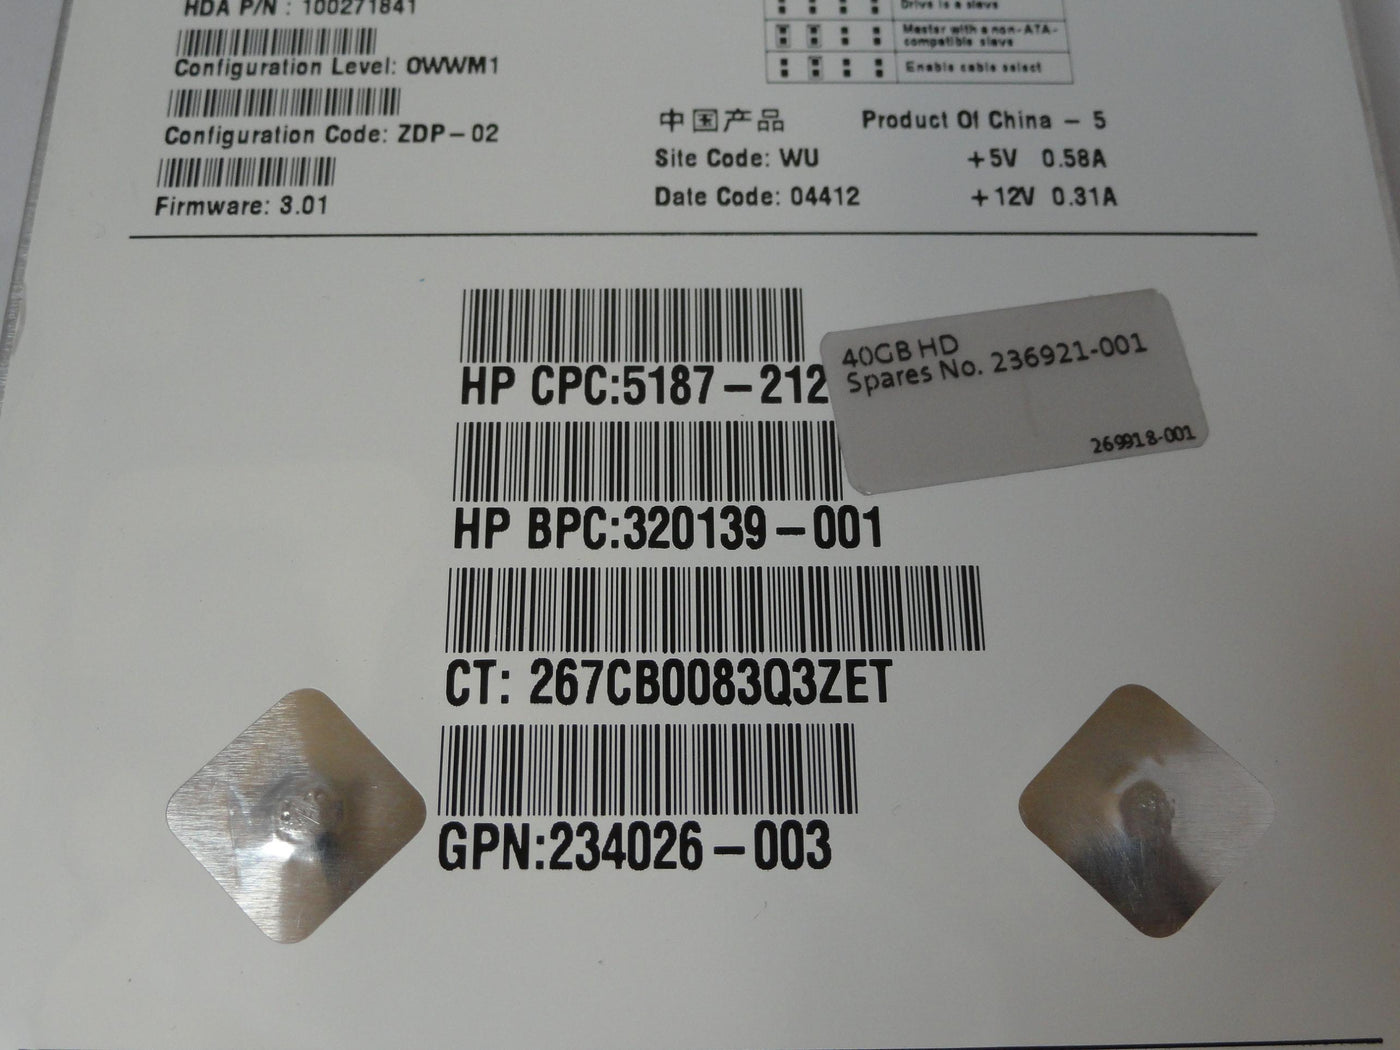 HDA P/N : 100271841
Configuration Level: OWWM1
Configuration Code: ZDP-02
Firmware: 3.01
Drive is a slave
Master with a non-ATA-
compatible slave
Enable cable select
中国产品 Product Of China - 5
Site Code: WU +5V 0.58A
Date Code: 04412 +12V 0.31A
HP CPC:5187-212
40GB HD
Spares No. 236921-001
269918-001
HP BPC:320139-001
CT: 267CB0083Q3ZET
GPN:234026-003